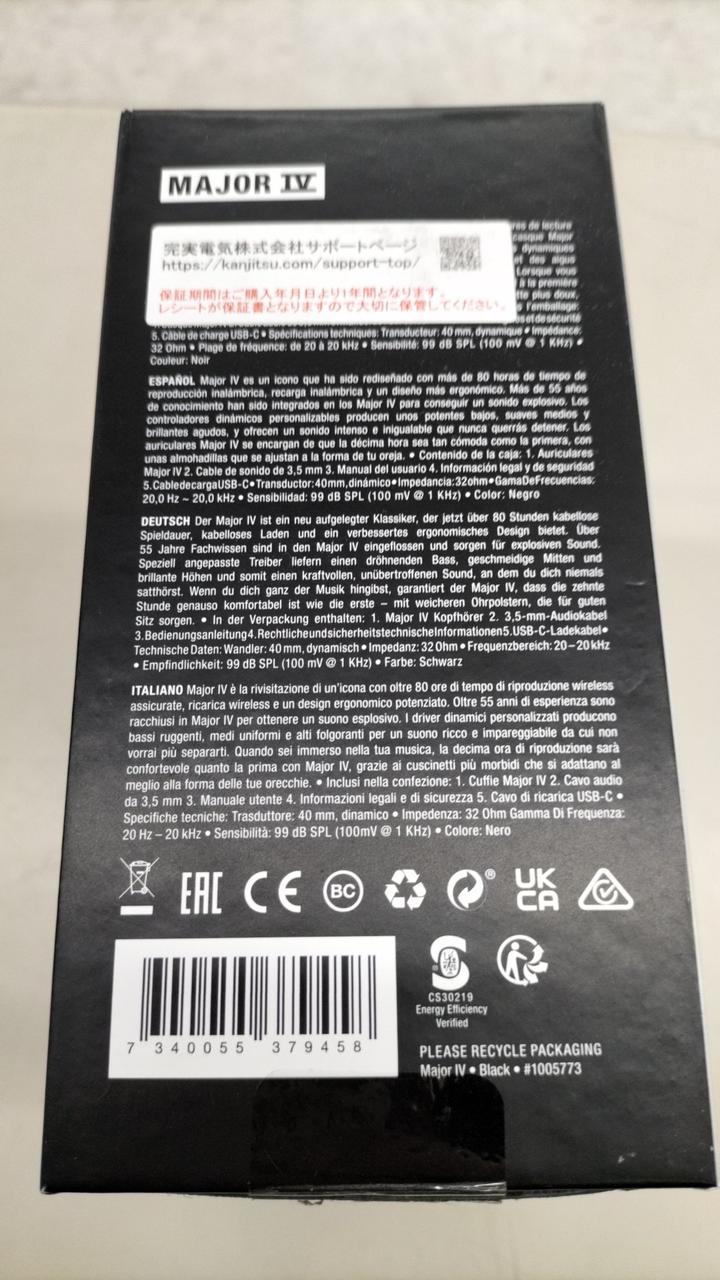 MAJOR IV
完実電気株式会社サポートページ
https://kanjitsu.com/support-top/
保証期間はご購入年月日より1年間となります。
レシートが保証書となりますので大切に保管してください。
res de lecture
casque Major
dynamiques
et des aigus
Lorsque vous
à la première
tte plus doux,
l'emballage:
et de sécurité
5. Câble de charge USB-C • Spécifications techniques: Transducteur: 40 mm, dynamique • Impédance:
32 Ohm • Plage de fréquence: de 20 à 20 kHz • Sensibilité: 99 dB SPL (100 mV @ 1 KHz) •
Couleur: Noir
ESPAÑOL Major IV es un icono que ha sido rediseñado con más de 80 horas de tiempo de
reproducción inalámbrica, recarga inalámbrica y un diseño más ergonómico. Más de 55 años
de conocimiento han sido integrados en los Major IV para conseguir un sonido explosivo. Los
controladores dinámicos personalizables producen unos potentes bajos, suaves medios y
brillantes agudos, y ofrecen un sonido intenso e inigualable que nunca querrás detener. Los
auriculares Major IV se encargan de que la décima hora sea tan cómoda como la primera, con
unas almohadillas que se ajustan a la forma de tu oreja. • Contenido de la caja: 1. Auriculares
Major IV 2. Cable de sonido de 3,5 mm 3. Manual del usuario 4. Información legal y de seguridad
5.CabledecargaUSB-C•Transductor:40mm,dinámico•Impedancia:32ohm•GamaDeFrecuencias:
20,0 Hz ~ 20,0 kHz • Sensibilidad: 99 dB SPL (100 mV @ 1 KHz) • Color: Negro
DEUTSCH Der Major IV ist ein neu aufgelegter Klassiker, der jetzt über 80 Stunden kabellose
Spieldauer, kabelloses Laden und ein verbessertes ergonomisches Design bietet. Über
55 Jahre Fachwissen sind in den Major IV eingeflossen und sorgen für explosiven Sound.
Speziell angepasste Treiber liefern einen dröhnenden Bass, geschmeidige Mitten und
brillante Höhen und somit einen kraftvollen, unübertroffenen Sound, an dem du dich niemals
satthörst. Wenn du dich ganz der Musik hingibst, garantiert der Major IV, dass die zehnte
Stunde genauso komfortabel ist wie die erste – mit weicheren Ohrpolstern, die für guten
Sitz sorgen. • In der Verpackung enthalten: 1. Major IV Kopfhörer 2. 3,5-mm-Audiokabel
3.Bedienungsanleitung4.RechtlicheundsicherheitstechnischeInformationen5.USB-C-Ladekabel•
Technische Daten: Wandler: 40 mm, dynamisch • Impedanz: 32 Ohm • Frequenzbereich: 20–20 kHz
• Empfindlichkeit: 99 dB SPL (100 mV @ 1 KHz) • Farbe: Schwarz
ITALIANO Major IV è la rivisitazione di un'icona con oltre 80 ore di tempo di riproduzione wireless
assicurate, ricarica wireless e un design ergonomico potenziato. Oltre 55 anni di esperienza sono
racchiusi in Major IV per ottenere un suono esplosivo. I driver dinamici personalizzati producono
bassi ruggenti, medi uniformi e alti folgoranti per un suono ricco e impareggiabile da cui non
vorrai più separarti. Quando sei immerso nella tua musica, la decima ora di riproduzione sarà
confortevole quanto la prima con Major IV, grazie ai cuscinetti più morbidi che si adattano al
meglio alla forma delle tue orecchie. • Inclusi nella confezione: 1. Cuffie Major IV 2. Cavo audio
da 3,5 mm 3. Manuale utente 4. Informazioni legali e di sicurezza 5. Cavo di ricarica USB-C •
Specifiche tecniche: Trasduttore: 40 mm, dinamico • Impedenza: 32 Ohm Gamma Di Frequenza:
20 Hz – 20 kHz • Sensibilità: 99 dB SPL (100mV @ 1 KHz) • Colore: Nero
EAC CE BC UK CA
7 340055 379458
CS30219
Energy Efficiency
Verified
PLEASE RECYCLE PACKAGING
Major IV • Black • #1005773